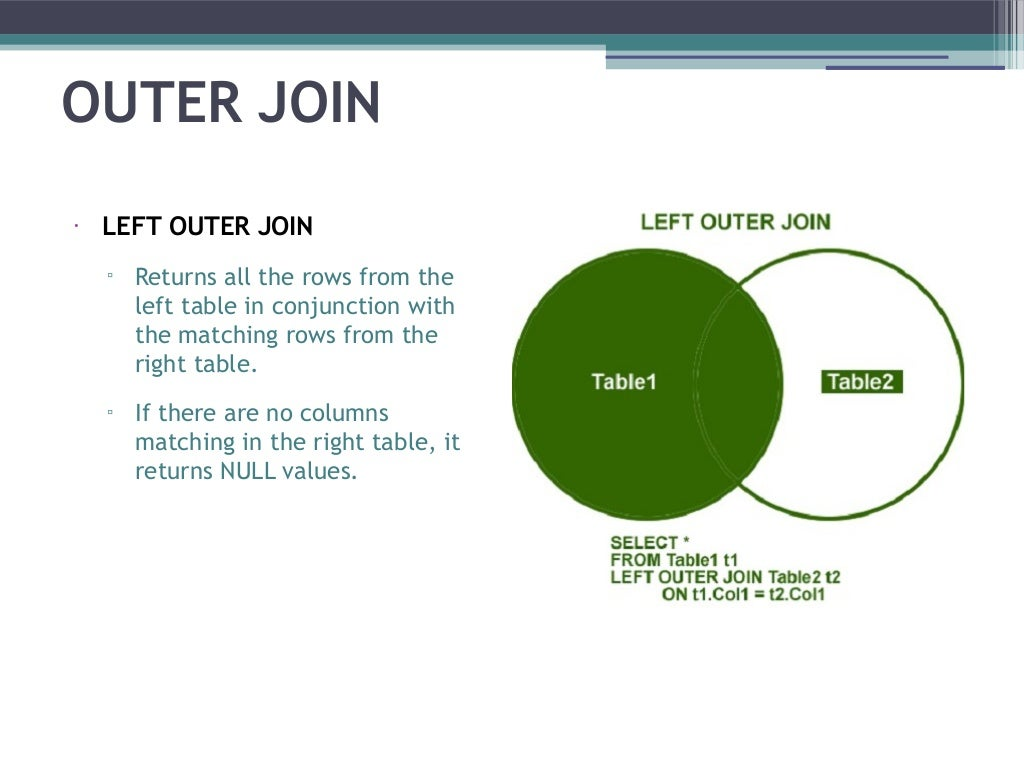 OUTER JOIN
LEFT OUTER JOIN
Returns all the rows from the
left table in conjunction with
the matching rows from the
right table.
If there are no columns
matching in the right table, it
returns NULL values.
LEFT OUTER JOIN
Table1
Table2
SELECT *
FROM Table1 t1
LEFT OUTER JOIN Table2 t2
ON t1.Col1 = t2.Col1